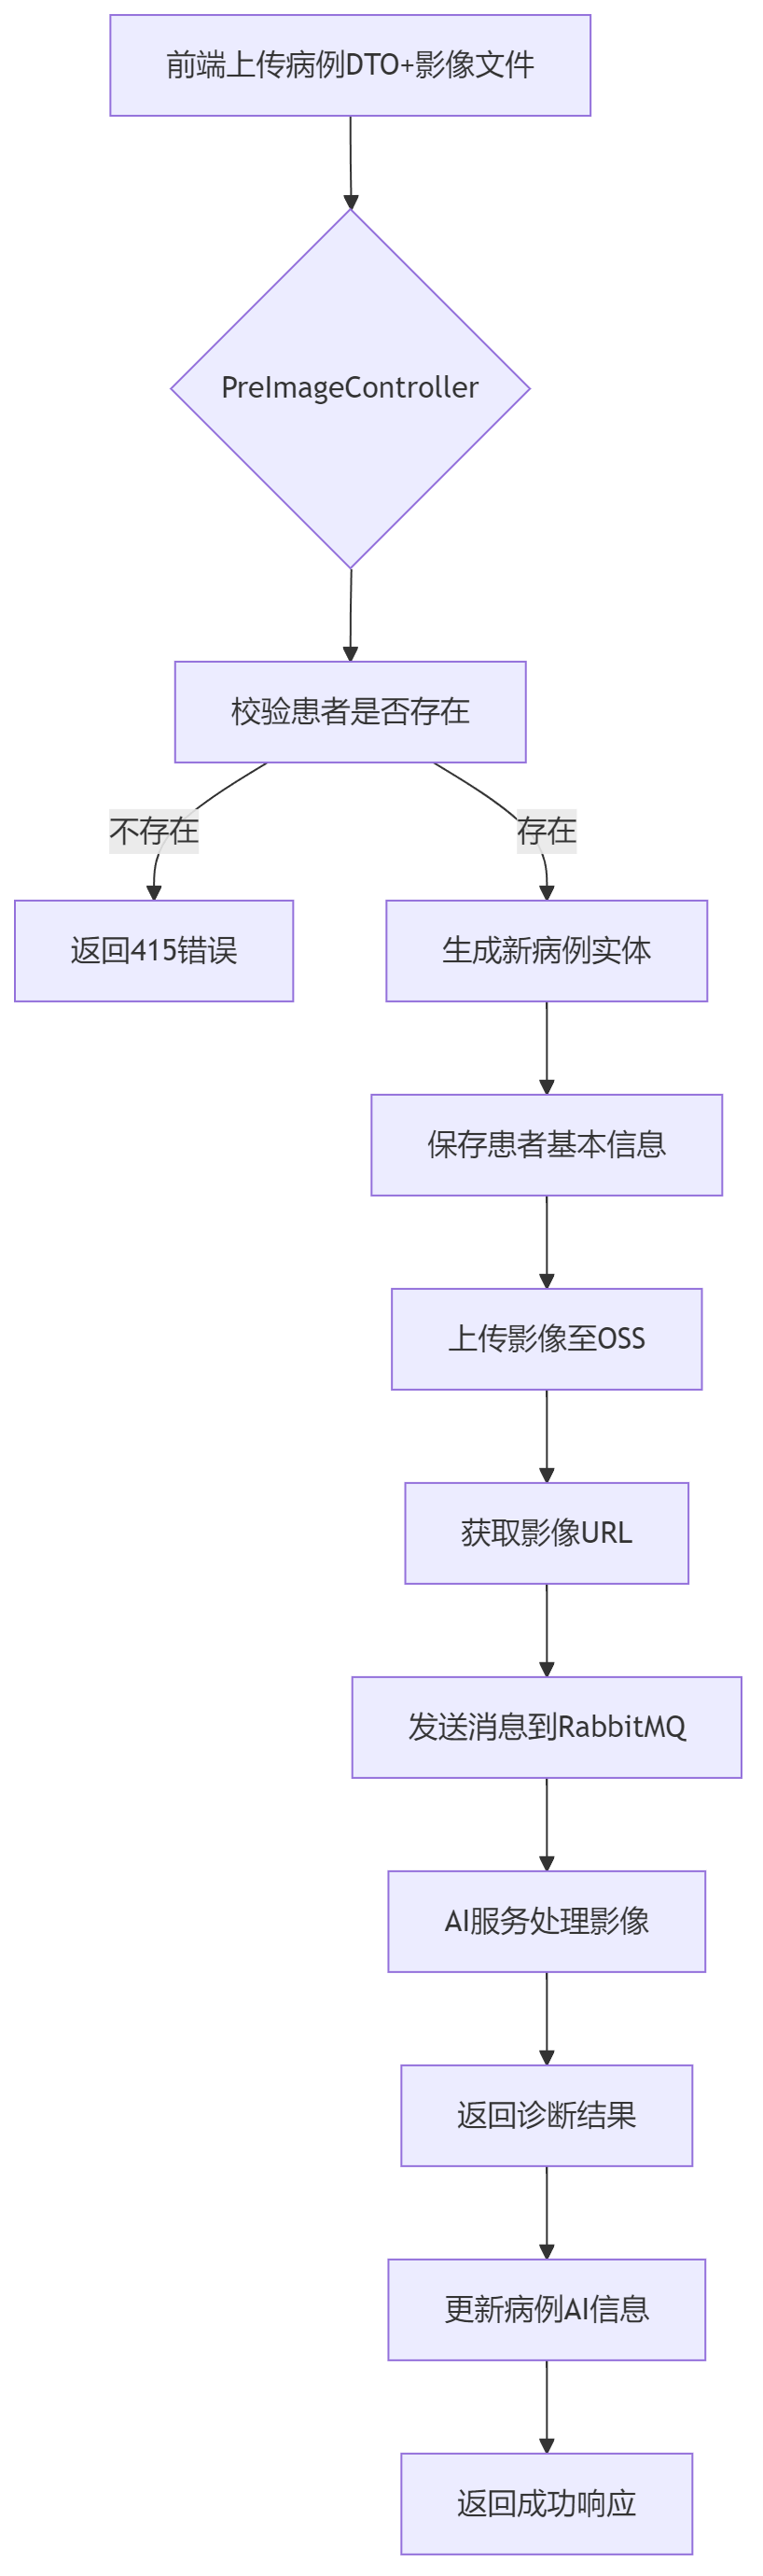 前端上传病例DTO+影像文件
PreImageController
校验患者是否存在
不存在
存在
返回415错误
生成新病例实体
保存患者基本信息
上传影像至OSS
获取影像URL
发送消息到RabbitMQ
AI服务处理影像
返回诊断结果
更新病例AI信息
返回成功响应